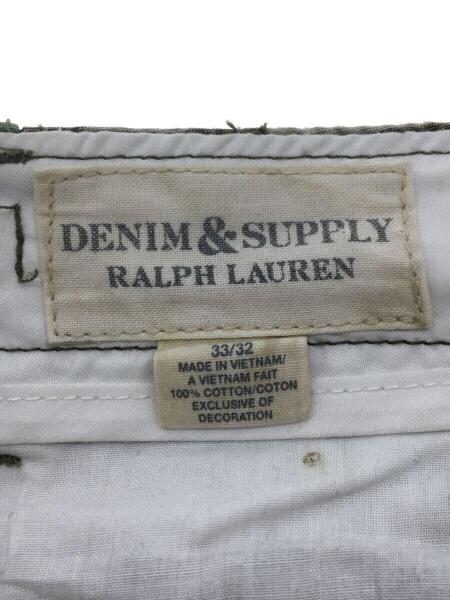 DENIM & SUPPLY
RALPH LAUREN
33/32
MADE IN VIETNAM/
A VIETNAM FAIT
100% COTTON/COTON
EXCLUSIVE OF
DECORATION